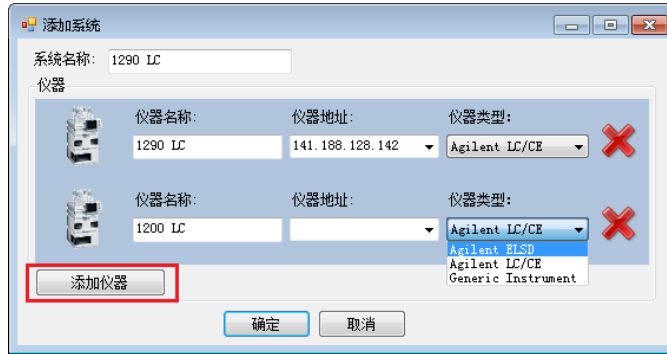 添加系统
系统名称: 1290 LC
仪器
仪器名称: 仪器地址: 仪器类型:
1290 LC 141.188.128.142 Agilent LC/CE
仪器名称: 仪器地址: 仪器类型:
1200 LC Agilent LC/CE
Agilent ELSD
Agilent LC/CE
Generic Instrument
添加仪器
确定 取消